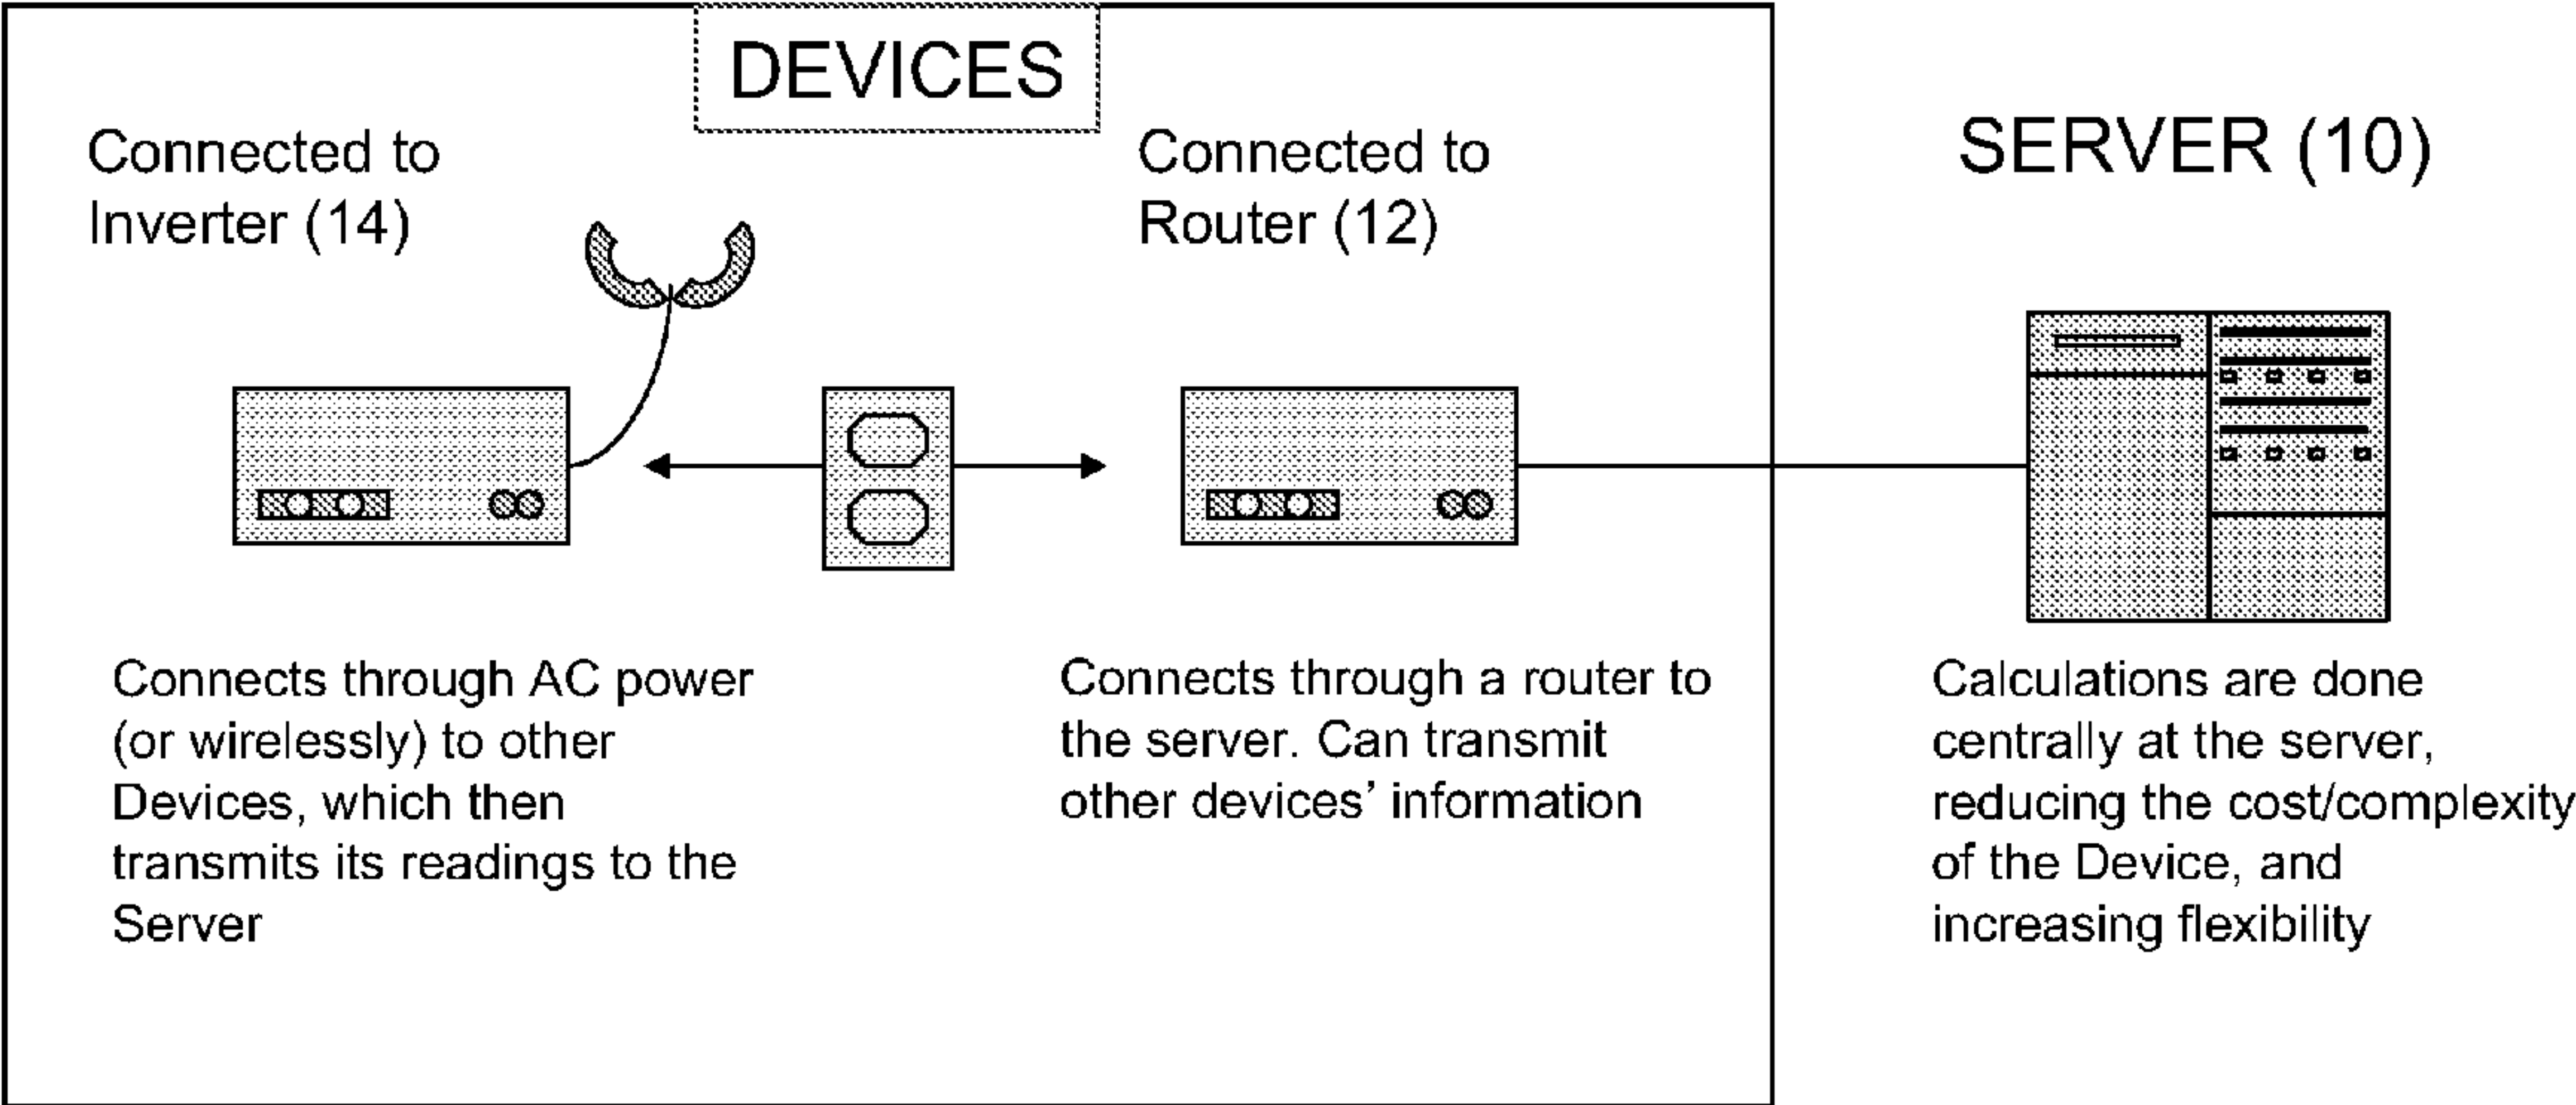 DEVICES
Connected to
Inverter (14)
Connected to
Router (12)
SERVER (10)
Connects through AC power
(or wirelessly) to other
Devices, which then
transmits its readings to the
Server
Connects through a router to
the server. Can transmit
other devices’ information
Calculations are done
centrally at the server,
reducing the cost/complexity
of the Device, and
increasing flexibility